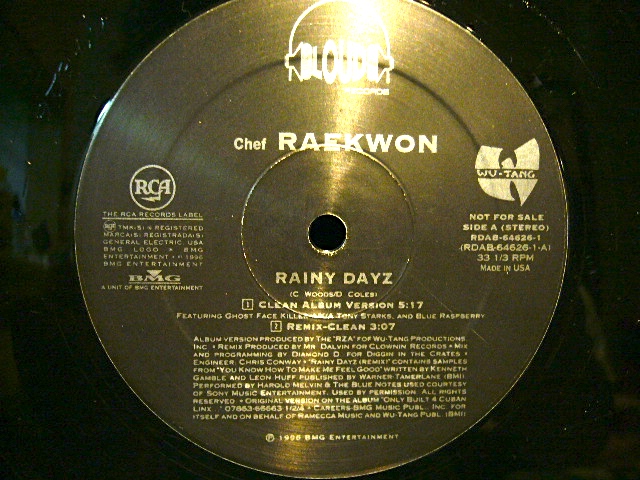 LOUD
RECORDS
Chef RAEKWON
WU-TANG
RCA
THE RCA RECORDS LABEL
TMK(S) ® REGISTERED
MARCA(S) REGISTRADA(S)
GENERAL ELECTRIC, USA
BMG LOGO ® BMG
ENTERTAINMENT • © 1996
BMG ENTERTAINMENT
BMG
A UNIT OF BMG ENTERTAINMENT
NOT FOR SALE
SIDE A (STEREO)
RDAB-64626-1
(RDAB-64626-1-A)
33 1/3 RPM
MADE IN USA
RAINY DAYZ
(C. WOODS/D. COLES)
1 CLEAN ALBUM VERSION 5:17
FEATURING GHOST FACE KILLER, A/K/A TONY STARKS, AND BLUE RASPBERRY
2 REMIX-CLEAN 3:07
ALBUM VERSION PRODUCED BY THE "RZA" FOR WU-TANG PRODUCTIONS
INC. • REMIX PRODUCED BY MR. DALVIN FOR CLOWNIN RECORDS • MIX
AND PROGRAMMING BY DIAMOND D. FOR DIGGIN IN THE CRATES •
ENGINEER: CHRIS CONWAY • "RAINY DAYZ (REMIX)" CONTAINS SAMPLES
FROM "YOU KNOW HOW TO MAKE ME FEEL GOOD" WRITTEN BY KENNETH
GAMBLE AND LEON HUFF PUBLISHED BY WARNER-TAMERLANE (BMI)
PERFORMED BY HAROLD MELVIN & THE BLUE NOTES USED COURTESY
OF SONY MUSIC ENTERTAINMENT. USED BY PERMISSION. ALL RIGHTS
RESERVED • ORIGINAL VERSION ON THE ALBUM "ONLY BUILT 4 CUBAN
LINX..." 07863-66663 1/2/4 • CAREERS-BMG MUSIC PUBL., INC. FOR
ITSELF AND ON BEHALF OF RAMECCA MUSIC AND WU-TANG PUBL. (BMI)
℗ 1996 BMG ENTERTAINMENT